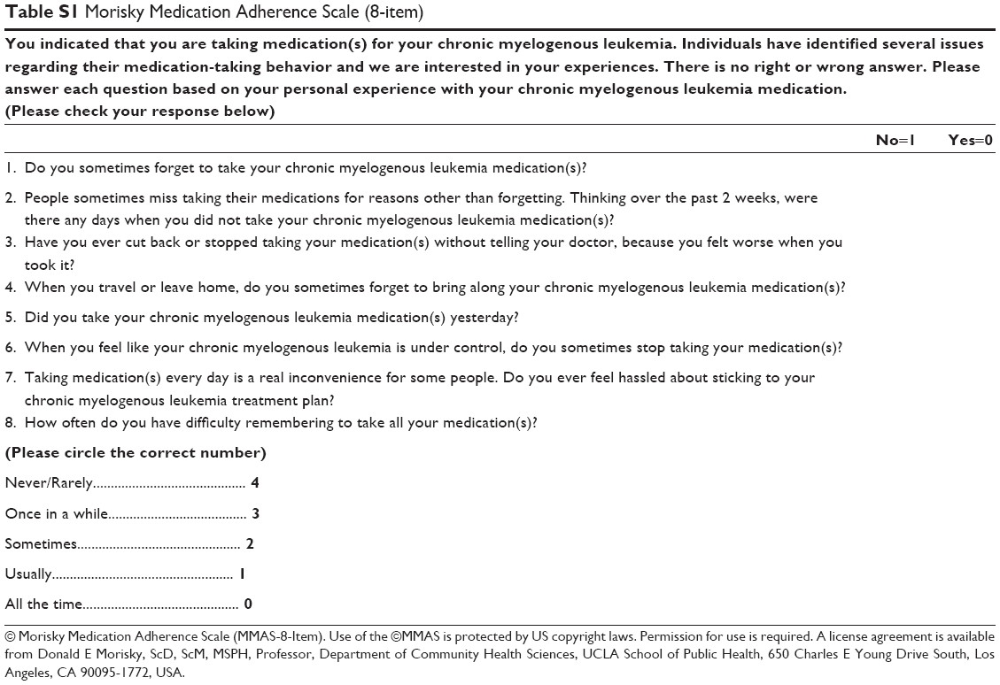 Table S1 Morisky Medication Adherence Scale (8-item)
You indicated that you are taking medication(s) for your chronic myelogenous leukemia. Individuals have identified several issues
regarding their medication-taking behavior and we are interested in your experiences. There is no right or wrong answer. Please
answer each question based on your personal experience with your chronic myelogenous leukemia medication.
(Please check your response below)
No=1 Yes=0
1. Do you sometimes forget to take your chronic myelogenous leukemia medication(s)?
2. People sometimes miss taking their medications for reasons other than forgetting. Thinking over the past 2 weeks, were
there any days when you did not take your chronic myelogenous leukemia medication(s)?
3. Have you ever cut back or stopped taking your medication(s) without telling your doctor, because you felt worse when you
took it?
4. When you travel or leave home, do you sometimes forget to bring along your chronic myelogenous leukemia medication(s)?
5. Did you take your chronic myelogenous leukemia medication(s) yesterday?
6. When you feel like your chronic myelogenous leukemia is under control, do you sometimes stop taking your medication(s)?
7. Taking medication(s) every day is a real inconvenience for some people. Do you ever feel hassled about sticking to your
chronic myelogenous leukemia treatment plan?
8. How often do you have difficulty remembering to take all your medication(s)?
(Please circle the correct number)
Never/Rarely........................................... 4
Once in a while....................................... 3
Sometimes.............................................. 2
Usually................................................... 1
All the time............................................ 0
© Morisky Medication Adherence Scale (MMAS-8-Item). Use of the ©MMAS is protected by US copyright laws. Permission for use is required. A license agreement is available
from Donald E Morisky, ScD, ScM, MSPH, Professor, Department of Community Health Sciences, UCLA School of Public Health, 650 Charles E Young Drive South, Los
Angeles, CA 90095-1772, USA.